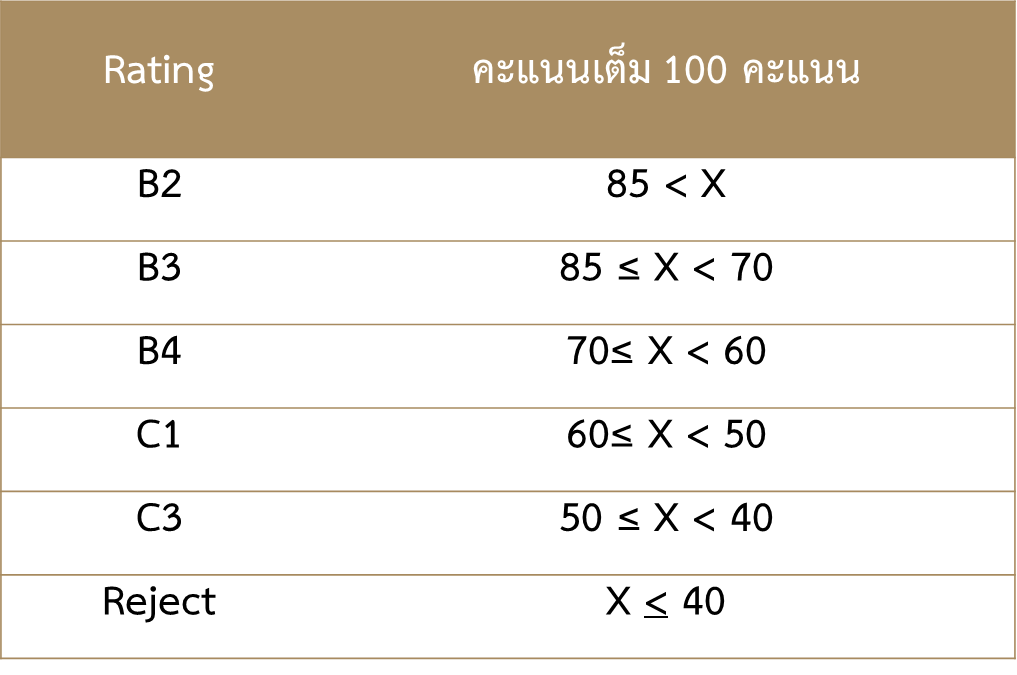 Rating คะแนนเต็ม 100 คะแนน
B2 85 < X
B3 85 ≤ X < 70
B4 70≤ X < 60
C1 60≤ X < 50
C3 50 ≤ X < 40
Reject X < 40